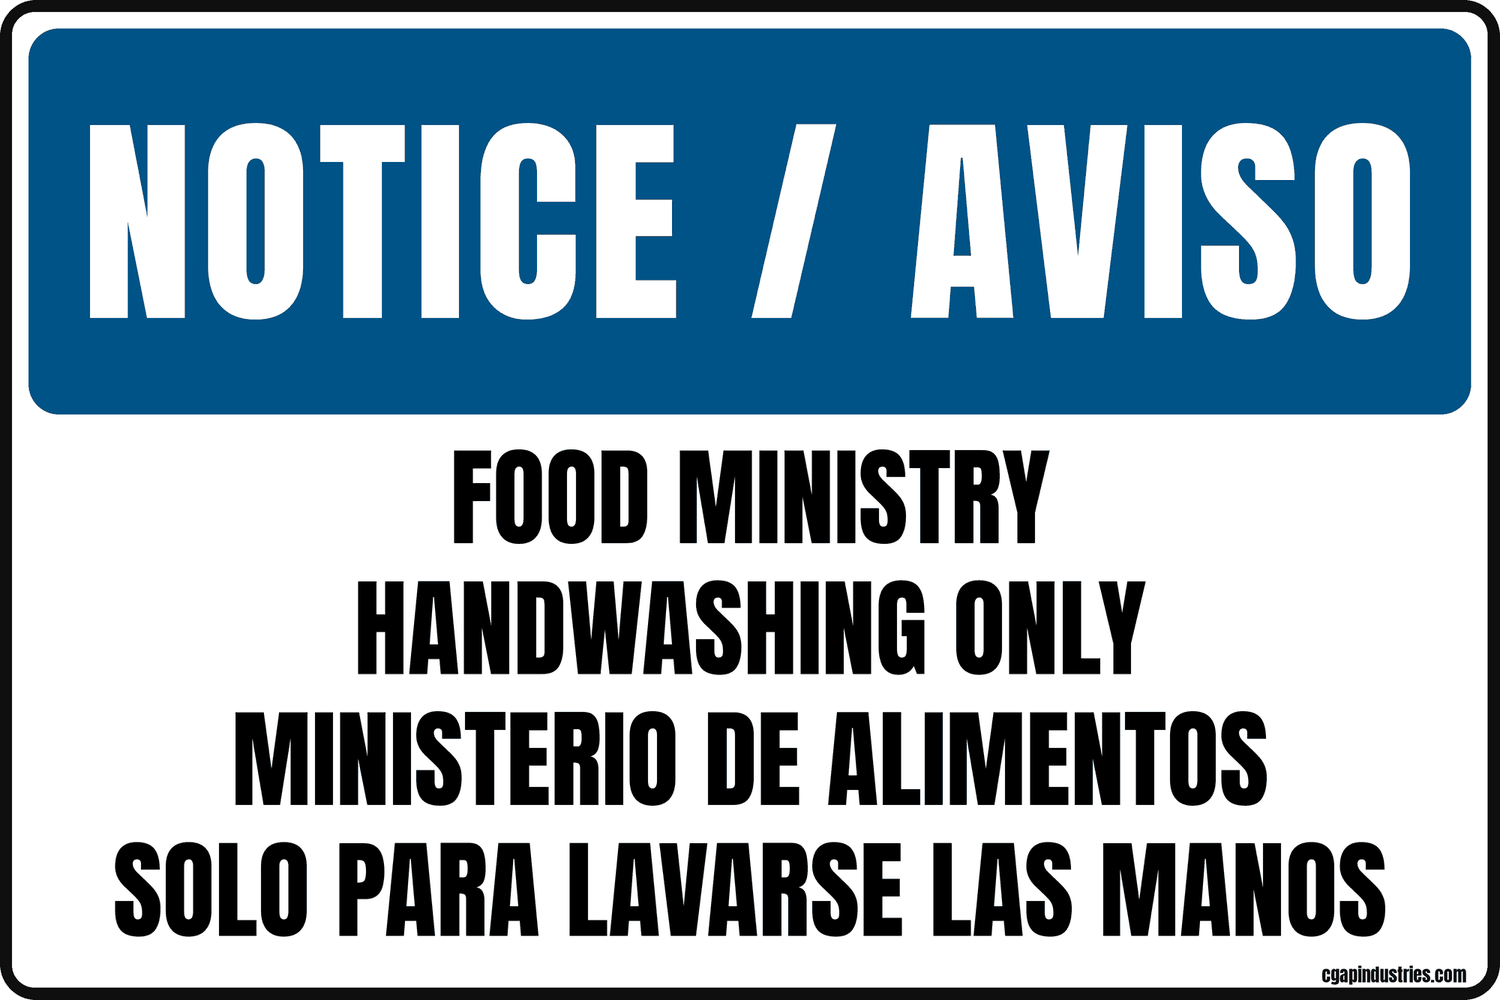 NOTICE / AVISO
FOOD MINISTRY
HANDWASHING ONLY
MINISTERIO DE ALIMENTOS
SOLO PARA LAVARSE LAS MANOS
cgapindustries.com